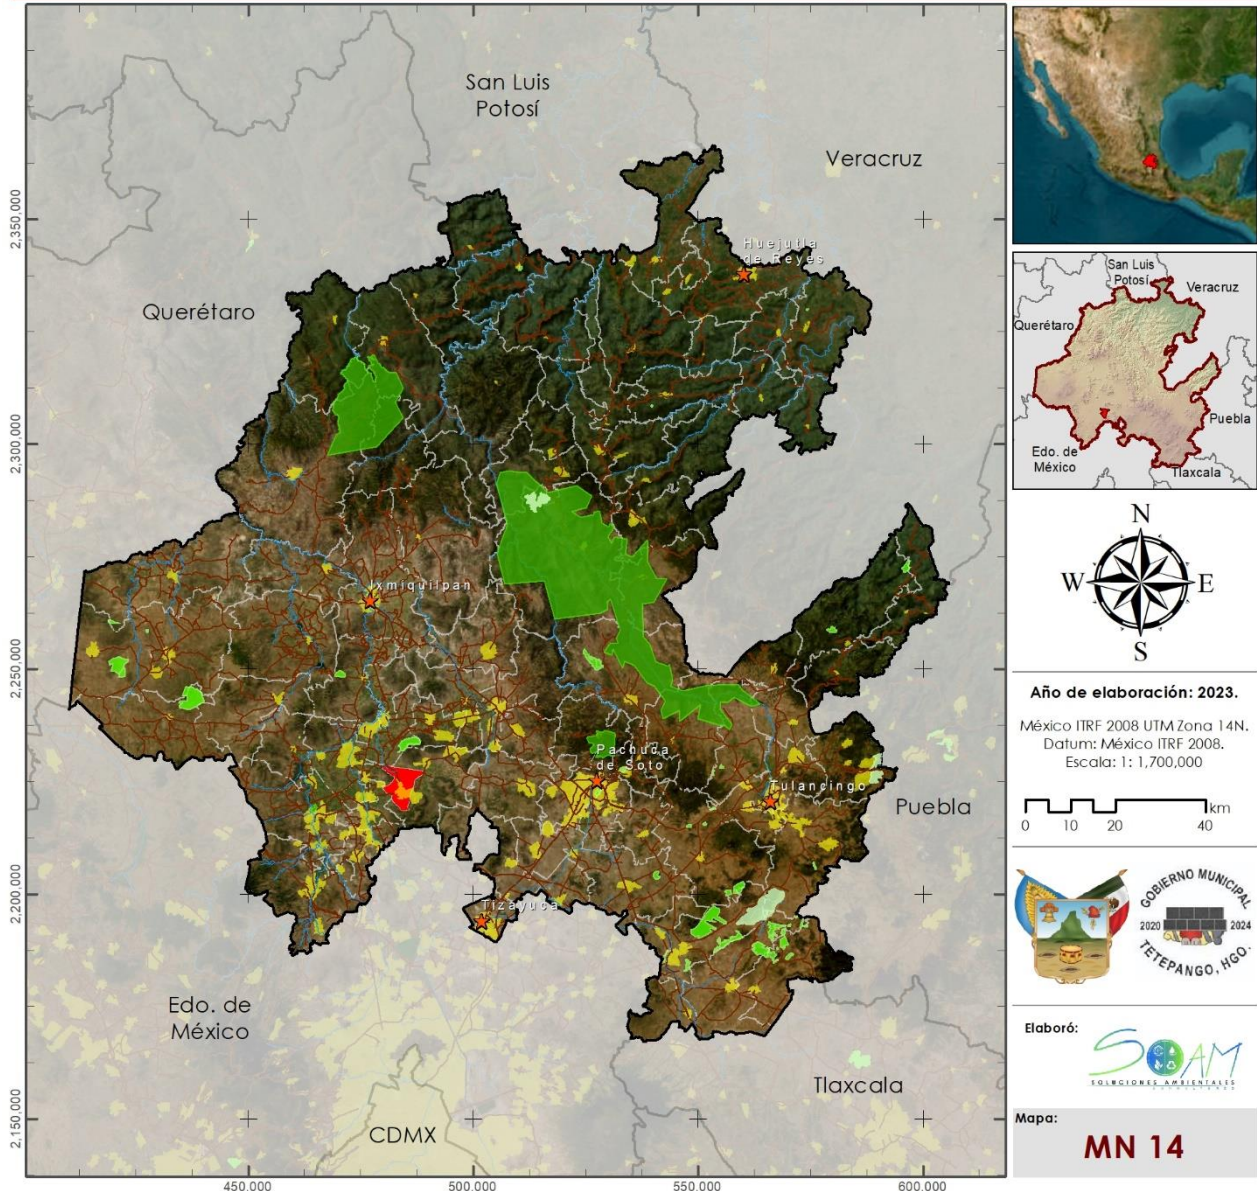 San Luis
Potosí
Veracruz
Querétaro
Huejutla
de Reyes
Ixmiquilpan
Pachuca
de Soto
Tulancingo
Puebla
Tizayuca
Edo. de
México
Tlaxcala
CDMX
2,350,000
2,300,000
2,250,000
2,200,000
2,150,000
450,000
500,000
550,000
600,000
San Luis
Potosí
Veracruz
Querétaro
Puebla
Edo. de
México
Tlaxcala
N
W
E
S
Año de elaboración: 2023.
México ITRF 2008 UTM Zona 14N.
Datum: México ITRF 2008.
Escala: 1: 1,700,000
km
0 10 20 40
GOBIERNO MUNICIPAL
2020 2024
TETEPANGO, HGO.
Elaboró:
SOAM
SOLUCIONES AMBIENTALES
Mapa:
MN 14